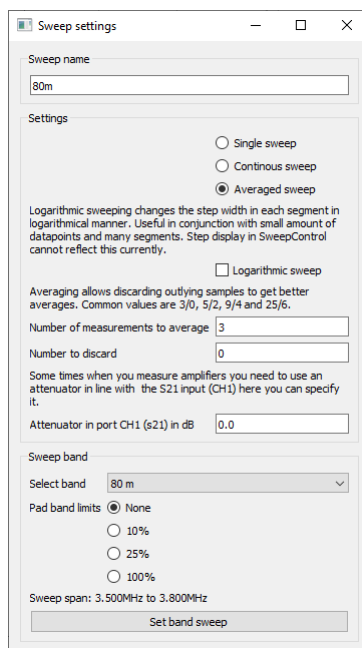 Sweep settings
Sweep name
80m
Settings
Single sweep
Continous sweep
Averaged sweep
Logarithmic sweeping changes the step width in each segment in
logarithmical manner. Useful in conjunction with small amount of
datapoints and many segments. Step display in SweepControl
cannot reflect this currently.
Logarithmic sweep
Averaging allows discarding outlying samples to get better
averages. Common values are 3/0, 5/2, 9/4 and 25/6.
Number of measurements to average 3
Number to discard 0
Some times when you measure amplifiers you need to use an
attenuator in line with the S21 input (CH1) here you can specify
it.
Attenuator in port CH1 (s21) in dB 0.0
Sweep band
Select band 80 m
Pad band limits None
10%
25%
100%
Sweep span: 3.500MHz to 3.800MHz
Set band sweep